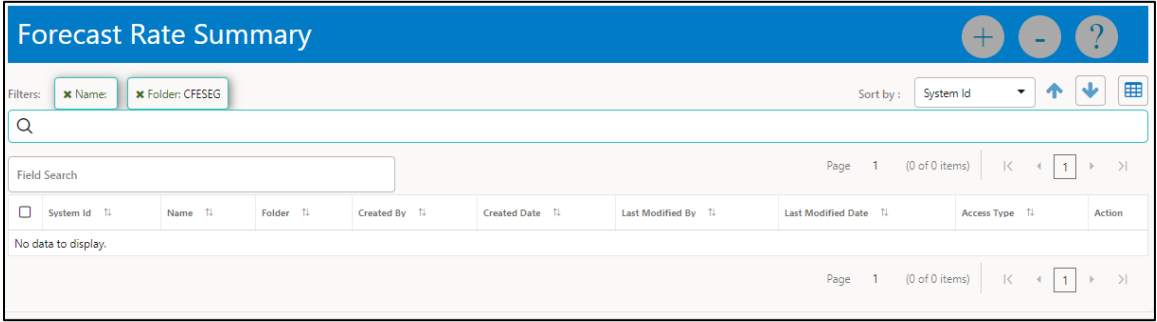 Forecast Rate Summary + - ?
Filters: × Name: × Folder: CFESEG Sort by : System Id
Field Search Page 1 (0 of 0 items) 1
System Id Name Folder Created By Created Date Last Modified By Last Modified Date Access Type Action
No data to display.
Page 1 (0 of 0 items) 1